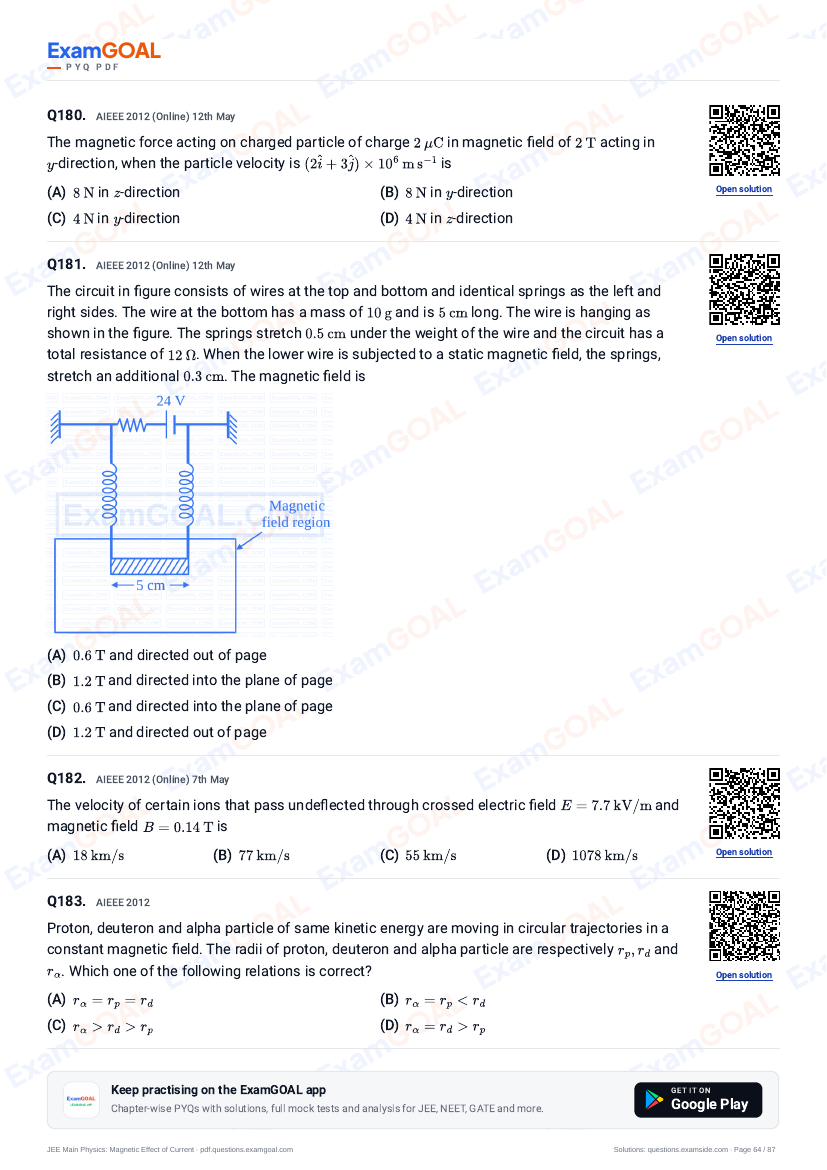 ExamGOAL
PYQ PDF
Q180. AIEEE 2012 (Online) 12th May
The magnetic force acting on charged particle of charge 2 μC in magnetic field of 2 T acting in
y-direction, when the particle velocity is (2î + 3ĵ) × 10⁶ m s⁻¹ is
(A) 8 N in z-direction
(B) 8 N in y-direction
(C) 4 N in y-direction
(D) 4 N in z-direction
Open solution
Q181. AIEEE 2012 (Online) 12th May
The circuit in figure consists of wires at the top and bottom and identical springs as the left and
right sides. The wire at the bottom has a mass of 10 g and is 5 cm long. The wire is hanging as
shown in the figure. The springs stretch 0.5 cm under the weight of the wire and the circuit has a
total resistance of 12 Ω. When the lower wire is subjected to a static magnetic field, the springs,
stretch an additional 0.3 cm. The magnetic field is
Open solution
24 V
ExamGOAL.COM
Magnetic
field region
5 cm
(A) 0.6 T and directed out of page
(B) 1.2 T and directed into the plane of page
(C) 0.6 T and directed into the plane of page
(D) 1.2 T and directed out of page
Q182. AIEEE 2012 (Online) 7th May
The velocity of certain ions that pass undeflected through crossed electric field E = 7.7 kV/m and
magnetic field B = 0.14 T is
(A) 18 km/s (B) 77 km/s (C) 55 km/s (D) 1078 km/s
Open solution
Q183. AIEEE 2012
Proton, deuteron and alpha particle of same kinetic energy are moving in circular trajectories in a
constant magnetic field. The radii of proton, deuteron and alpha particle are respectively rₚ, r_d and
r_α. Which one of the following relations is correct?
(A) r_α = rₚ = r_d
(B) r_α = rₚ < r_d
(C) r_α > r_d > rₚ
(D) r_α = r_d > rₚ
Open solution
Keep practising on the ExamGOAL app
Chapter-wise PYQs with solutions, full mock tests and analysis for JEE, NEET, GATE and more.
GET IT ON
Google Play
JEE Main Physics: Magnetic Effect of Current · pdf.questions.examgoal.com
Solutions: questions.examside.com · Page 64 / 87